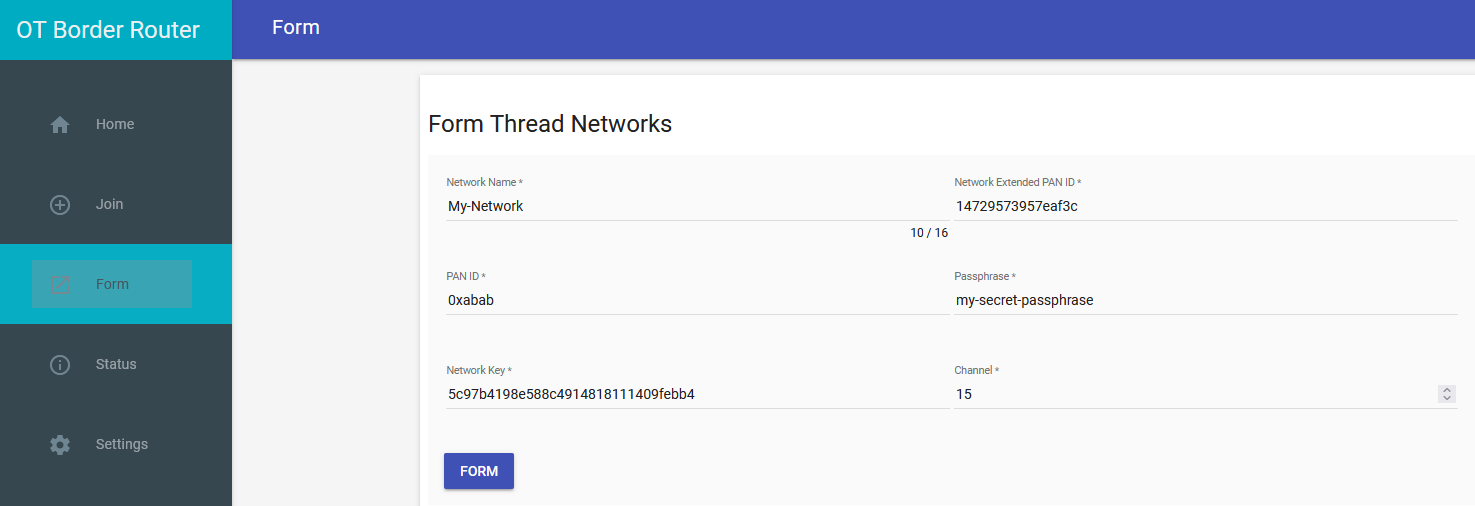 OT Border Router
Form
Home
Join
Form
Status
Settings
Form Thread Networks
Network Name *
My-Network
10 / 16
Network Extended PAN ID *
14729573957eaf3c
PAN ID *
0xabab
Passphrase *
my-secret-passphrase
Network Key *
5c97b4198e588c4914818111409febb4
Channel *
15
FORM